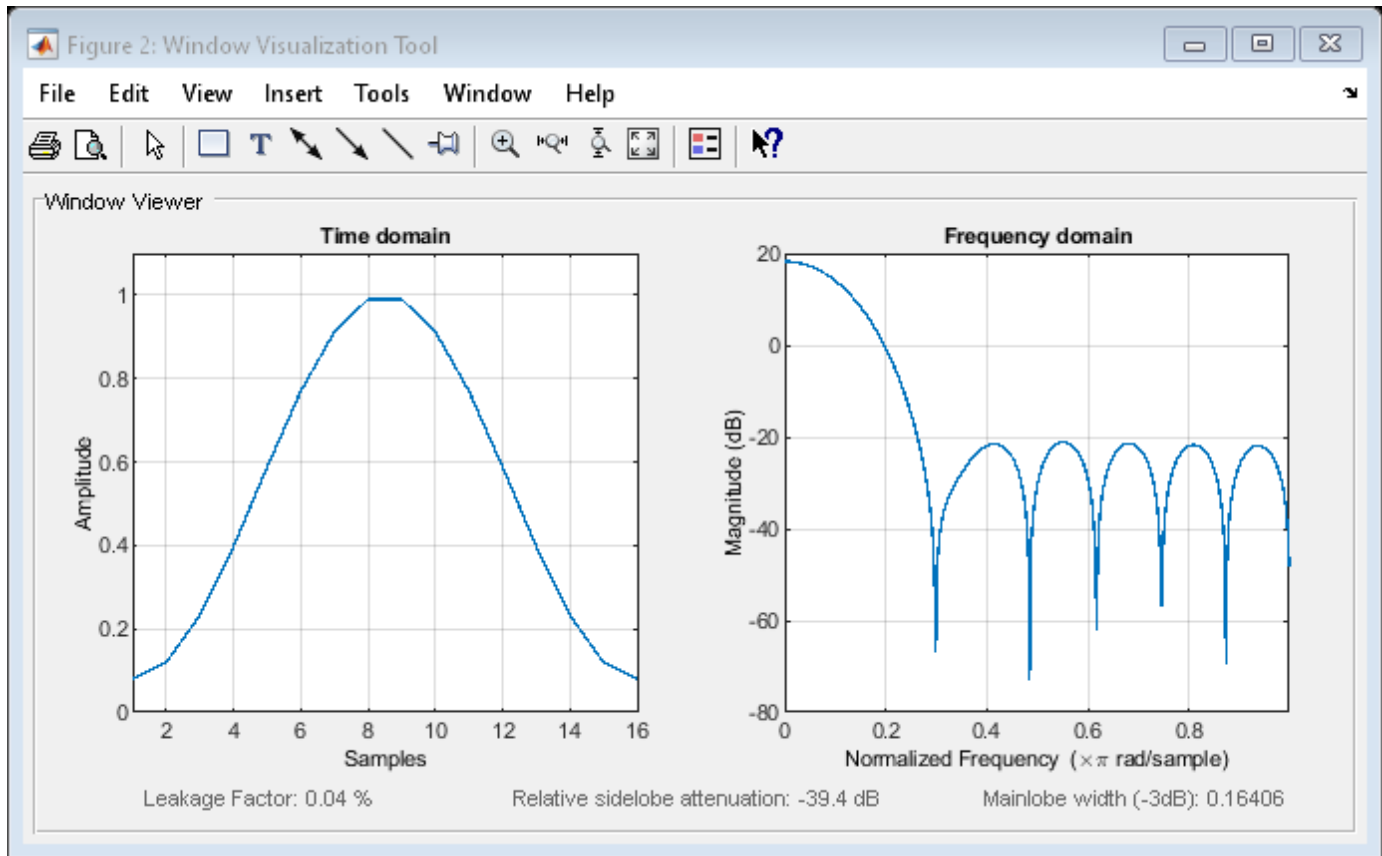 Figure 2: Window Visualization Tool
File Edit View Insert Tools Window Help
T
?
Window Viewer
Time domain
1
0.8
0.6
0.4
0.2
0
Amplitude
2 4 6 8 10 12 14 16
Samples
Frequency domain
20
0
-20
-40
-60
-80
Magnitude (dB)
0 0.2 0.4 0.6 0.8
Normalized Frequency (×π rad/sample)
Leakage Factor: 0.04 % Relative sidelobe attenuation: -39.4 dB Mainlobe width (-3dB): 0.16406